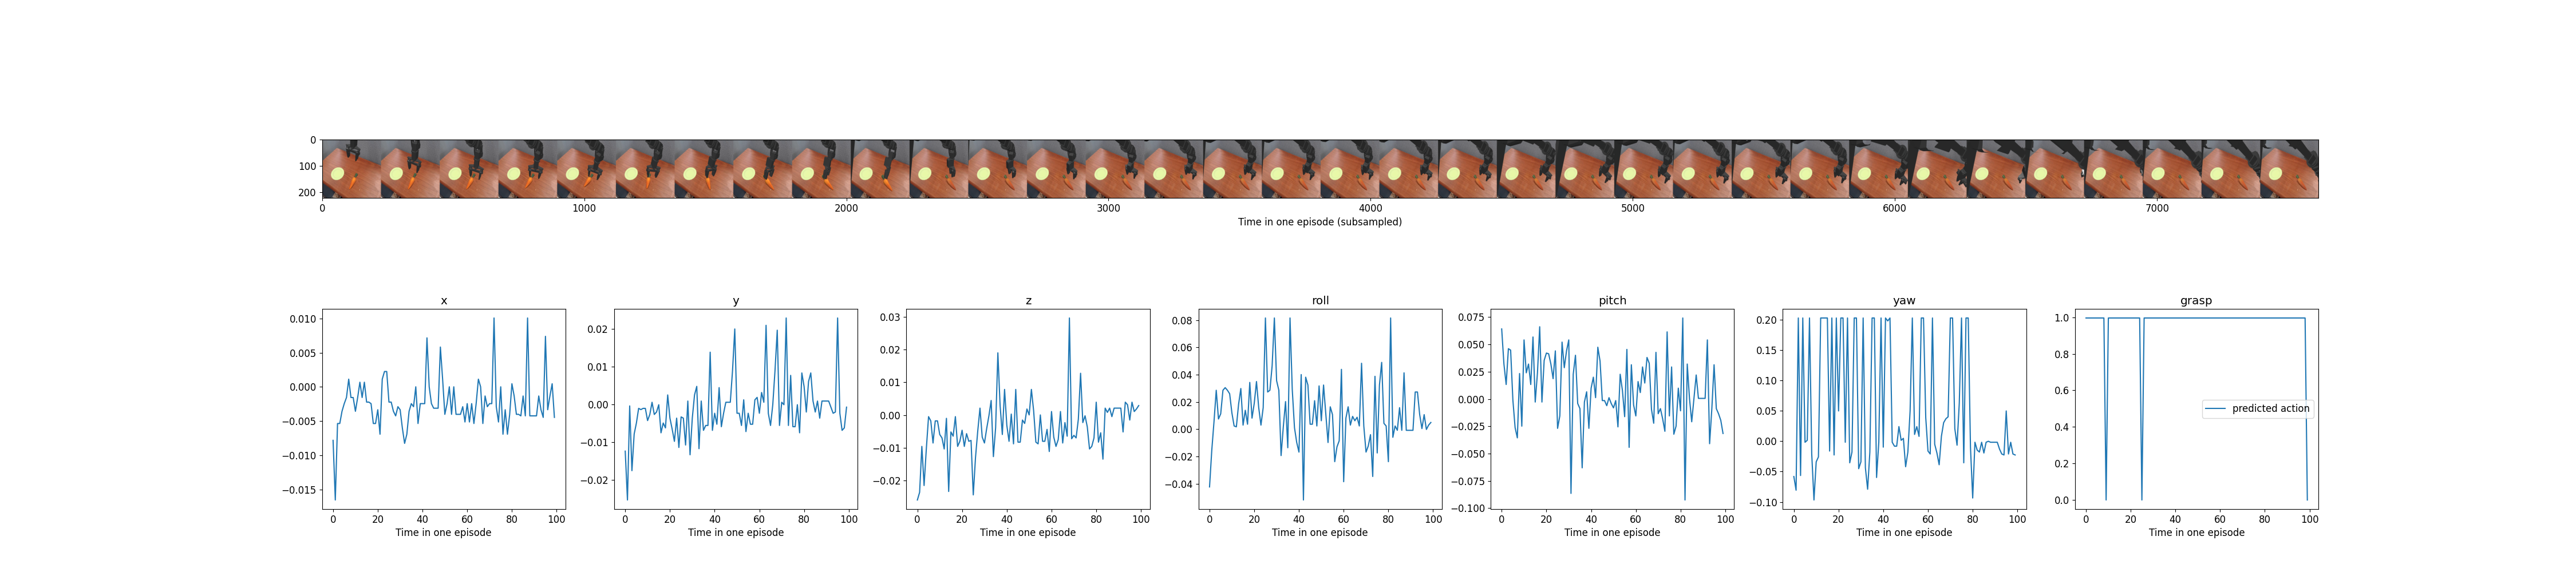 0
100
200
0 1000 2000 3000 4000 5000 6000 7000
Time in one episode (subsampled)
x
0.010
0.005
0.000
−0.005
−0.010
−0.015
0 20 40 60 80 100
Time in one episode
y
0.02
0.01
0.00
−0.01
−0.02
0 20 40 60 80 100
Time in one episode
z
0.03
0.02
0.01
0.00
−0.01
−0.02
0 20 40 60 80 100
Time in one episode
roll
0.08
0.06
0.04
0.02
0.00
−0.02
−0.04
0 20 40 60 80 100
Time in one episode
pitch
0.075
0.050
0.025
0.000
−0.025
−0.050
−0.075
−0.100
0 20 40 60 80 100
Time in one episode
yaw
0.20
0.15
0.10
0.05
0.00
−0.05
−0.10
0 20 40 60 80 100
Time in one episode
grasp
1.0
0.8
0.6
0.4
0.2
0.0
predicted action
0 20 40 60 80 100
Time in one episode